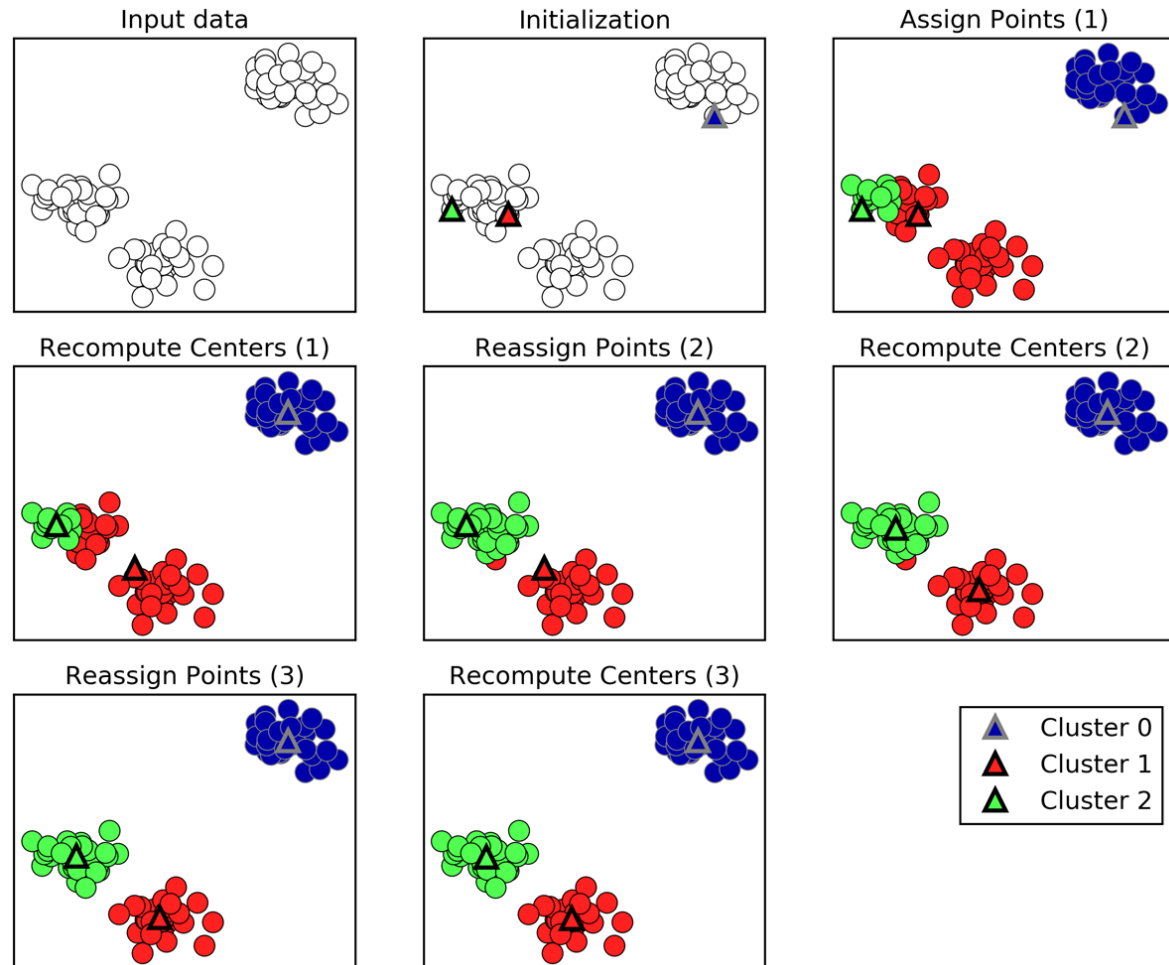 Input data
Initialization
Assign Points (1)
Recompute Centers (1)
Reassign Points (2)
Recompute Centers (2)
Reassign Points (3)
Recompute Centers (3)
Cluster 0
Cluster 1
Cluster 2